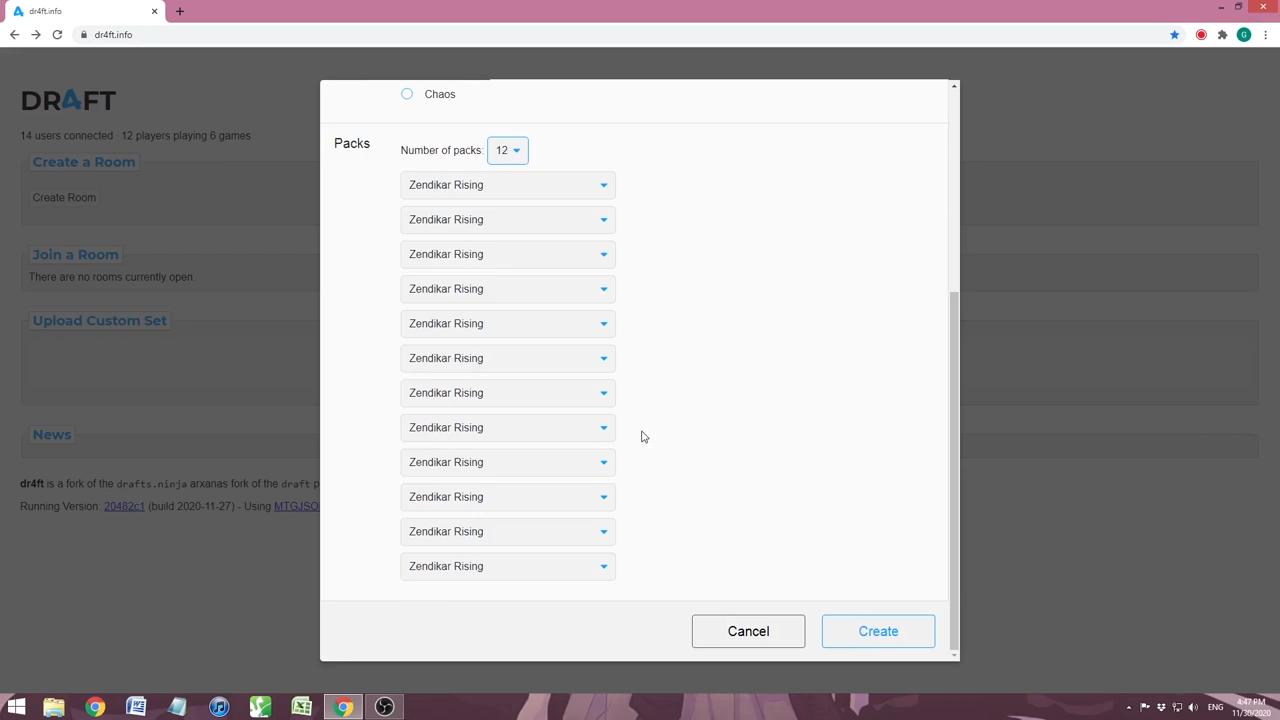 dr4ft.info
dr4ft.info
G
DR4FT
14 users connected · 12 players playing 6 games
Create a Room
Create Room
Join a Room
There are no rooms currently open.
Upload Custom Set
News
dr4ft is a fork of the drafts.ninja arxanas fork of the draft p
Running Version: 20482c1 (build 2020-11-27) - Using MTGJSO
Chaos
Packs
Number of packs: 12
Zendikar Rising
Zendikar Rising
Zendikar Rising
Zendikar Rising
Zendikar Rising
Zendikar Rising
Zendikar Rising
Zendikar Rising
Zendikar Rising
Zendikar Rising
Zendikar Rising
Zendikar Rising
Cancel
Create
ENG
4:47 PM
11/30/2020